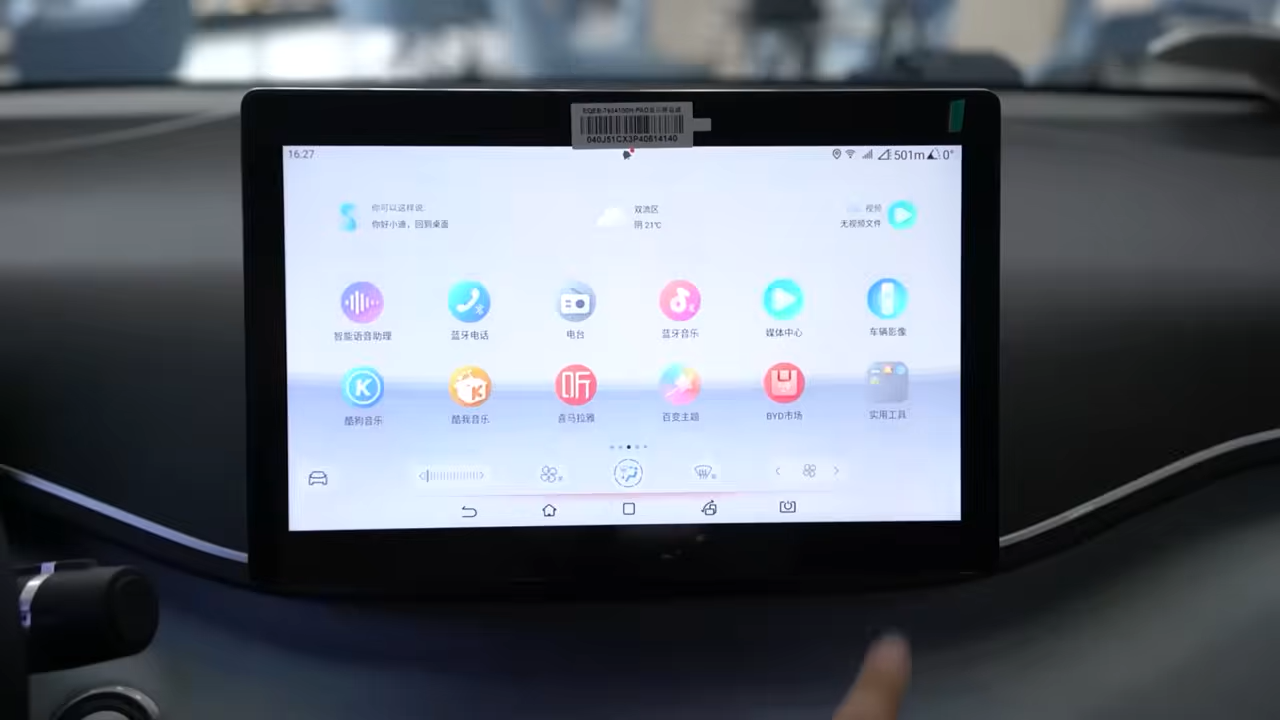 040J51CX3P40614140
16:27
501m 0°
你可以这样说:
你好小迪，回到桌面
双流区
阴 21℃
视频
无视频文件
智能语音助理
蓝牙电话
电台
蓝牙音乐
媒体中心
车辆影像
K
酷狗音乐
K
酷我音乐
听
喜马拉雅
百变主题
BYD市场
实用工具